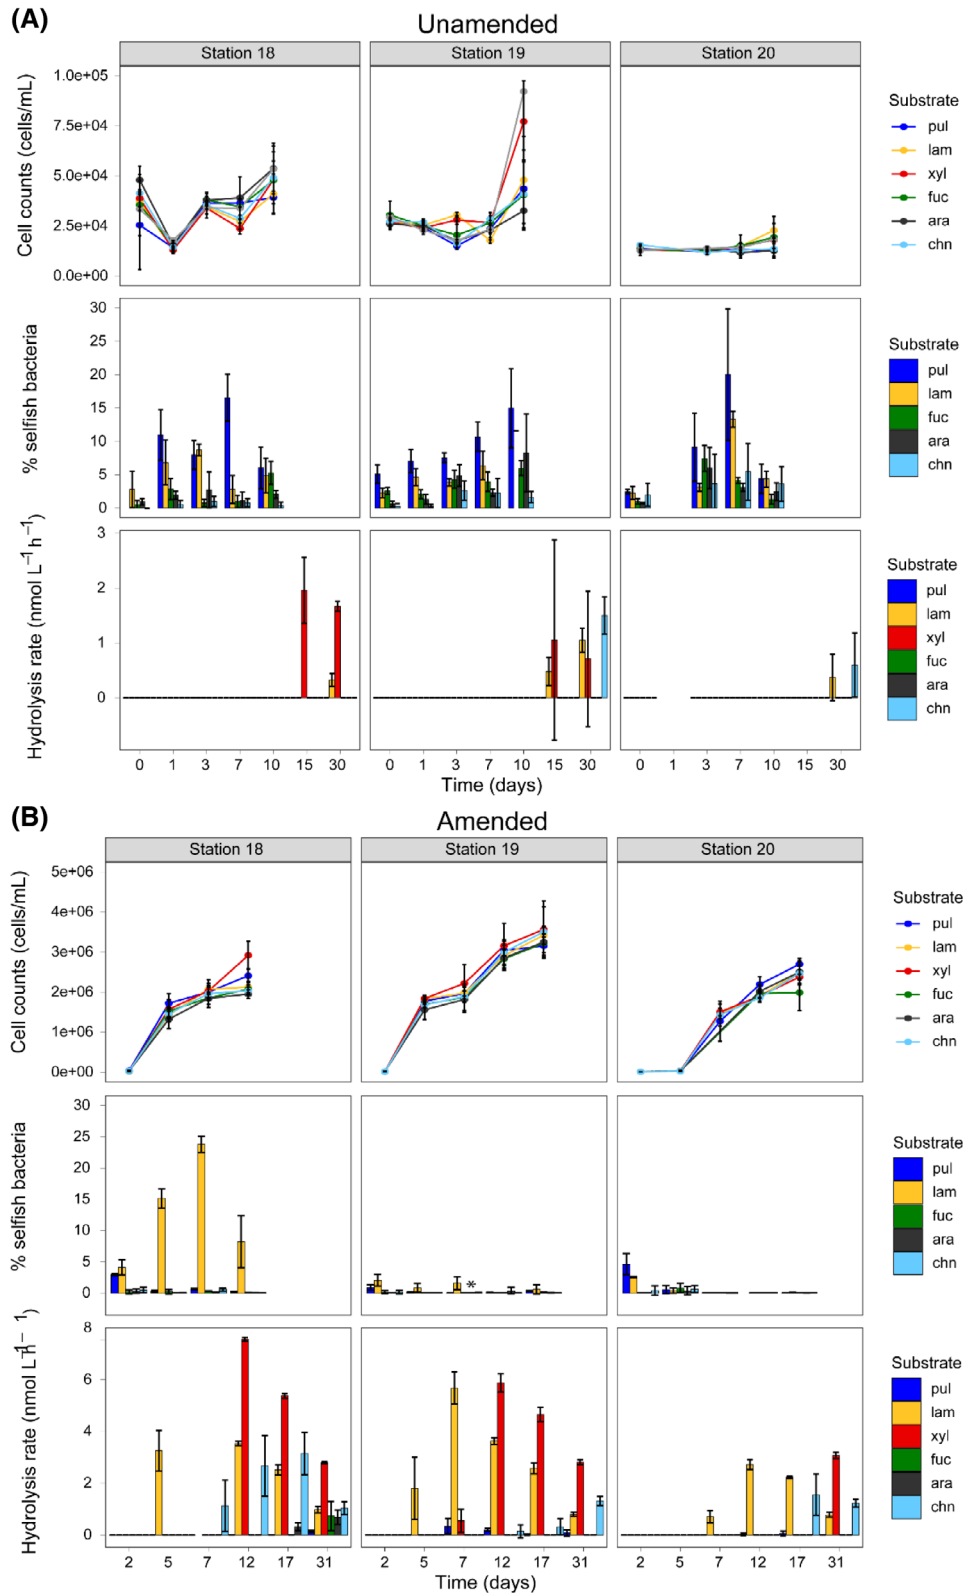 (A)
Unamended
Station 18 Station 19 Station 20
Cell counts (cells/mL)
1.0e+05
7.5e+04
5.0e+04
2.5e+04
0.0e+00
Substrate
pul
lam
xyl
fuc
ara
chn
% selfish bacteria
30
25
20
15
10
5
0
Substrate
pul
lam
fuc
ara
chn
Hydrolysis rate (nmol L−1 h−1)
3
2
1
0
Substrate
pul
lam
xyl
fuc
ara
chn
0 1 3 7 10 15 30 0 1 3 7 10 15 30 0 1 3 7 10 15 30
Time (days)
(B)
Amended
Station 18 Station 19 Station 20
Cell counts (cells/mL)
5e+06
4e+06
3e+06
2e+06
1e+06
0e+00
Substrate
pul
lam
xyl
fuc
ara
chn
% selfish bacteria
30
25
20
15
10
5
0
*
Substrate
pul
lam
fuc
ara
chn
Hydrolysis rate (nmol L−1h−1)
8
6
4
2
0
Substrate
pul
lam
xyl
fuc
ara
chn
2 5 7 12 17 31 2 5 7 12 17 31 2 5 7 12 17 31
Time (days)